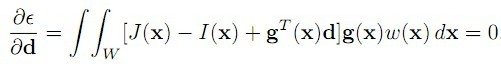 ∂ϵ/∂𝐝 = ∫∫_W [J(𝐱) − I(𝐱) + 𝐠^T(𝐱)𝐝]𝐠(𝐱)w(𝐱) d𝐱 = 0